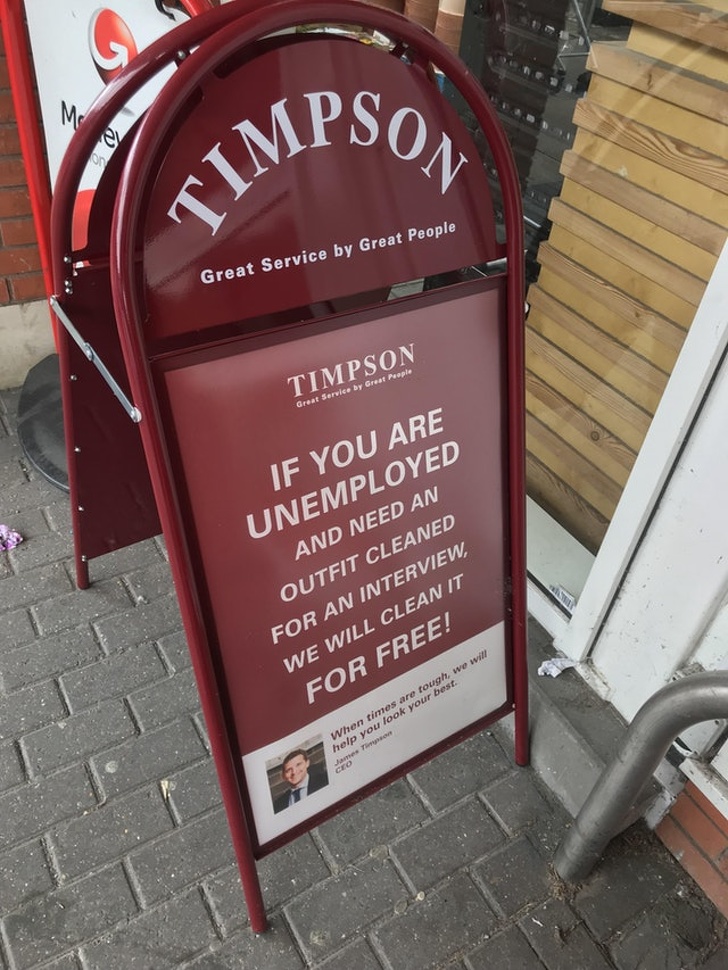 TIMPSON
Great Service by Great People
TIMPSON
Great Service by Great People
IF YOU ARE
UNEMPLOYED
AND NEED AN
OUTFIT CLEANED
FOR AN INTERVIEW,
WE WILL CLEAN IT
FOR FREE!
When times are tough, we will
help you look your best.
James Timpson
CEO